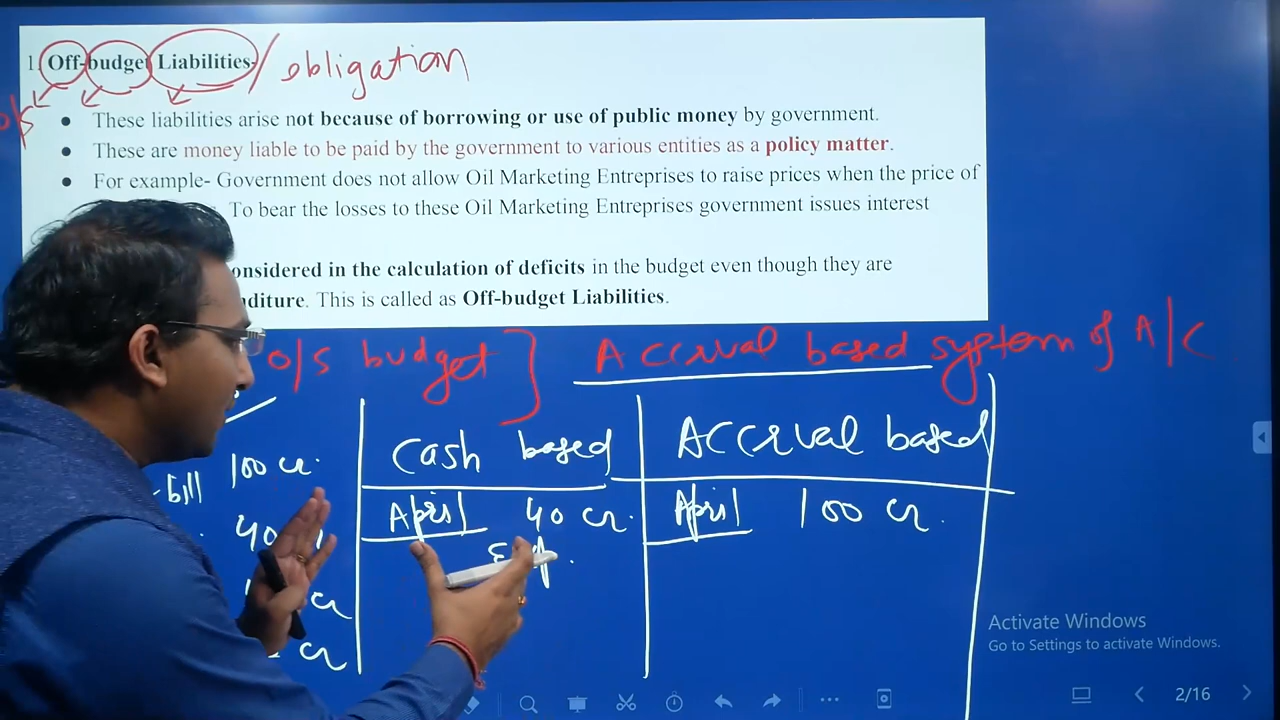 1. Off-budget Liabilities- / obligation
o/s
• These liabilities arise not because of borrowing or use of public money by government.
• These are money liable to be paid by the government to various entities as a policy matter.
• For example- Government does not allow Oil Marketing Entreprises to raise prices when the price of
To bear the losses to these Oil Marketing Entreprises government issues interest
onsidered in the calculation of deficits in the budget even though they are
diture. This is called as Off-budget Liabilities.
o/s budget } Accrual based system of A/C
Cash based Accrual based
bill 100 cr.
April 40 cr. April 100 cr.
40
Exp.
cr
cr
Activate Windows
Go to Settings to activate Windows.
2/16